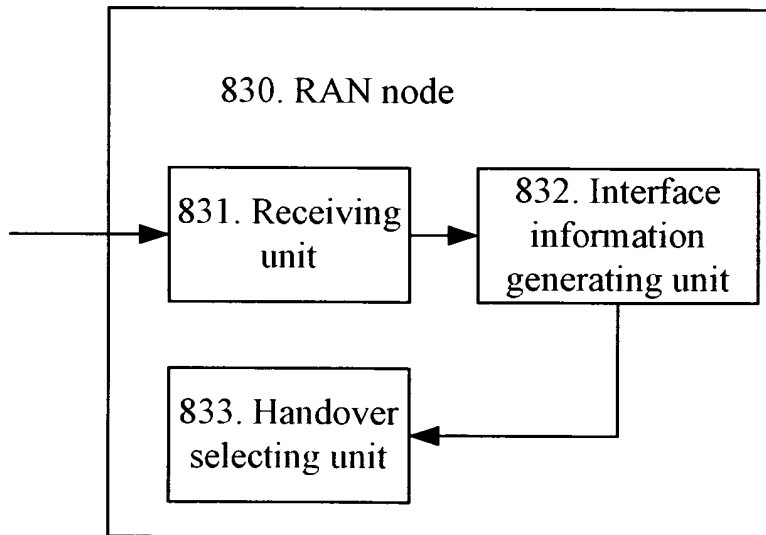 830. RAN node
831. Receiving
unit
832. Interface
information
generating unit
833. Handover
selecting unit